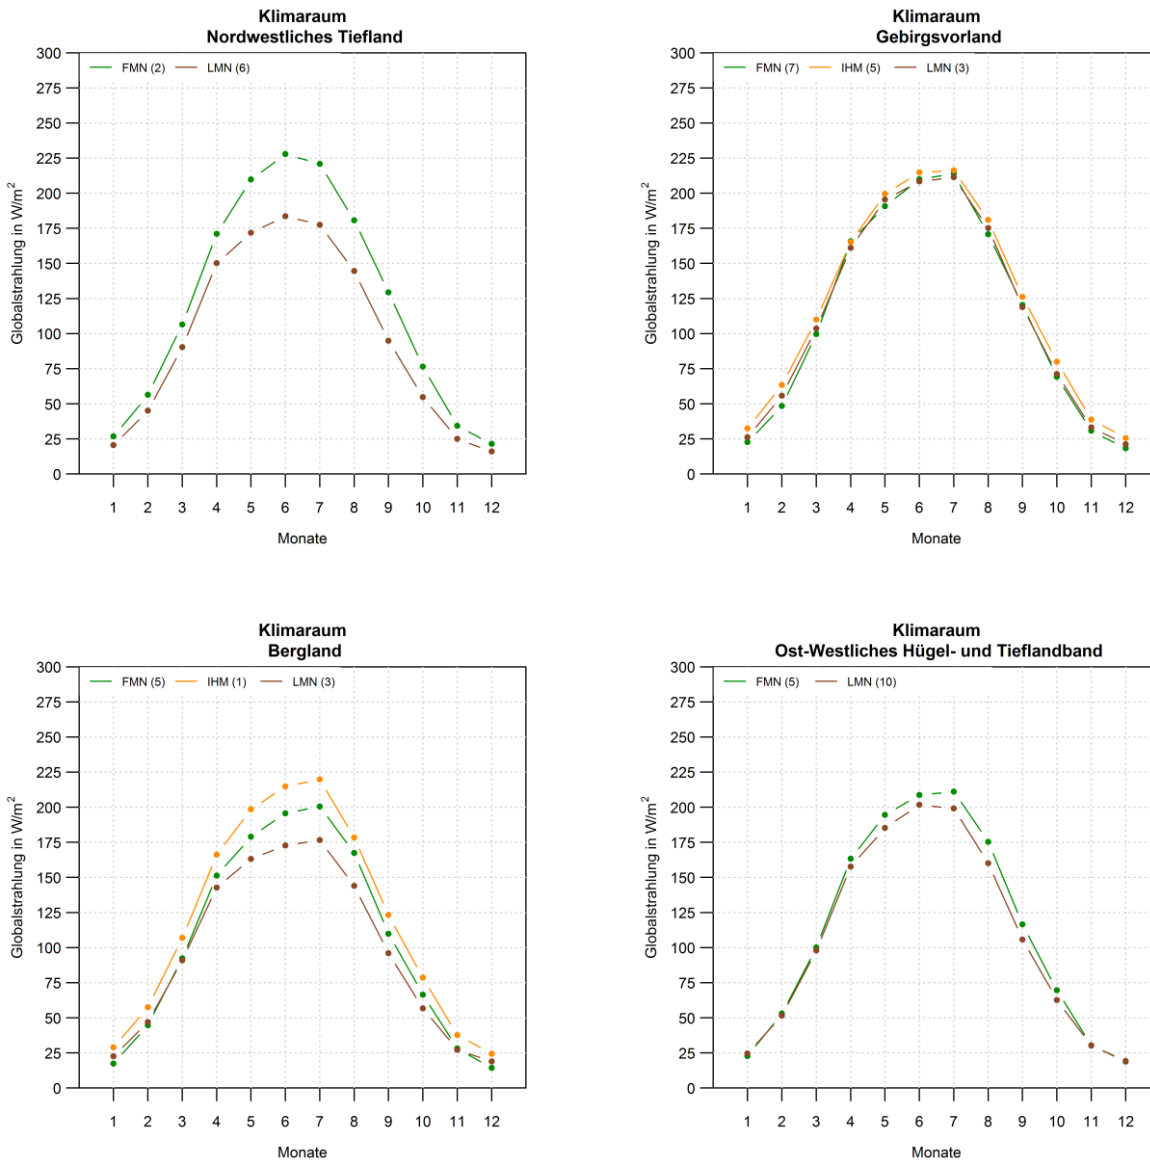 Klimaraum
Nordwestliches Tiefland
FMN (2) LMN (6)
300
275
250
225
200
175
150
125
100
75
50
25
0
Globalstrahlung in W/m²
1 2 3 4 5 6 7 8 9 10 11 12
Monate
Klimaraum
Gebirgsvorland
FMN (7) IHM (5) LMN (3)
300
275
250
225
200
175
150
125
100
75
50
25
0
Globalstrahlung in W/m²
1 2 3 4 5 6 7 8 9 10 11 12
Monate
Klimaraum
Bergland
FMN (5) IHM (1) LMN (3)
300
275
250
225
200
175
150
125
100
75
50
25
0
Globalstrahlung in W/m²
1 2 3 4 5 6 7 8 9 10 11 12
Monate
Klimaraum
Ost-Westliches Hügel- und Tieflandband
FMN (5) LMN (10)
300
275
250
225
200
175
150
125
100
75
50
25
0
Globalstrahlung in W/m²
1 2 3 4 5 6 7 8 9 10 11 12
Monate